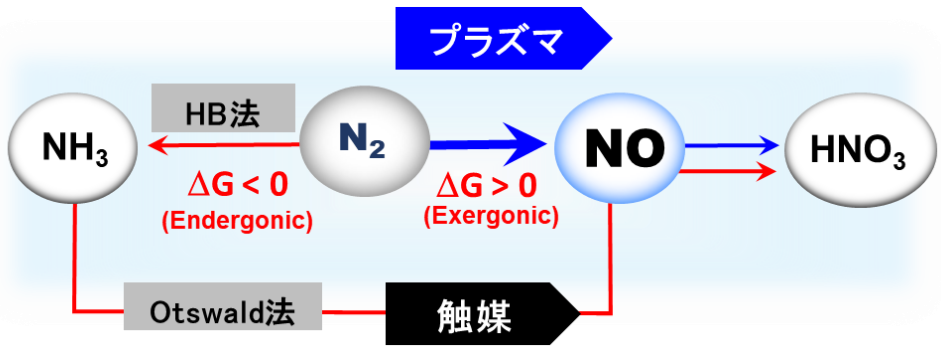 プラズマ
HB法
NH3
N2
NO
HNO3
ΔG < 0
(Endergonic)
ΔG > 0
(Exergonic)
Otswald法
触媒